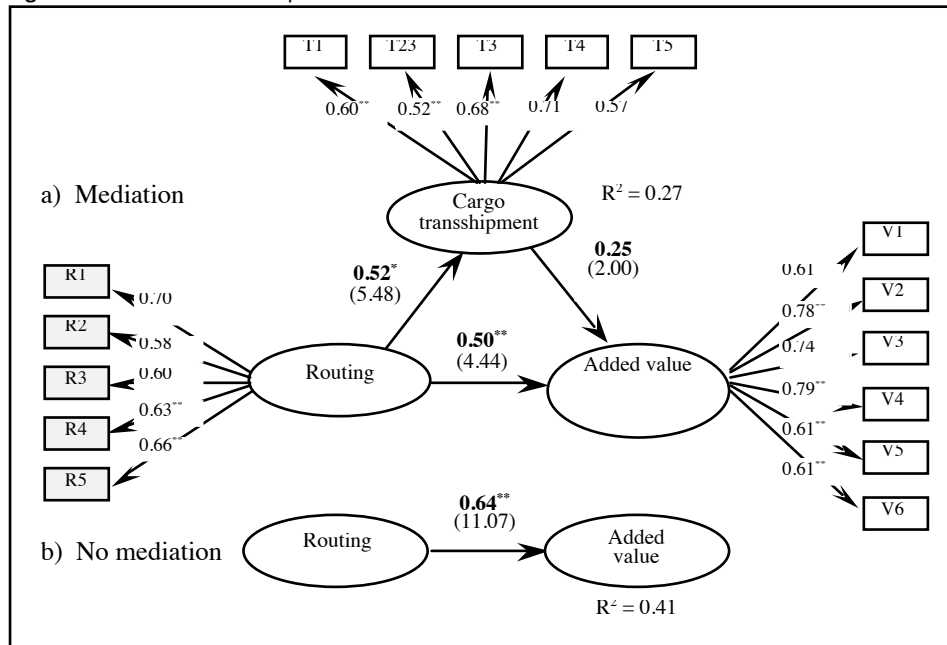 T1 T23 T3 T4 T5
0.60** 0.52** 0.68** 0.71 0.57
a) Mediation
Cargo
transshipment
R² = 0.27
0.52*
(5.48)
0.25
(2.00)
0.50**
(4.44)
Routing
Added value
R1
R2
R3
R4
R5
0.70
0.58
0.60
0.63**
0.66**
V1
V2
V3
V4
V5
V6
0.61
0.78**
0.74
0.79**
0.61**
0.61**
b) No mediation
Routing
0.64**
(11.07)
Added
value
R² = 0.41